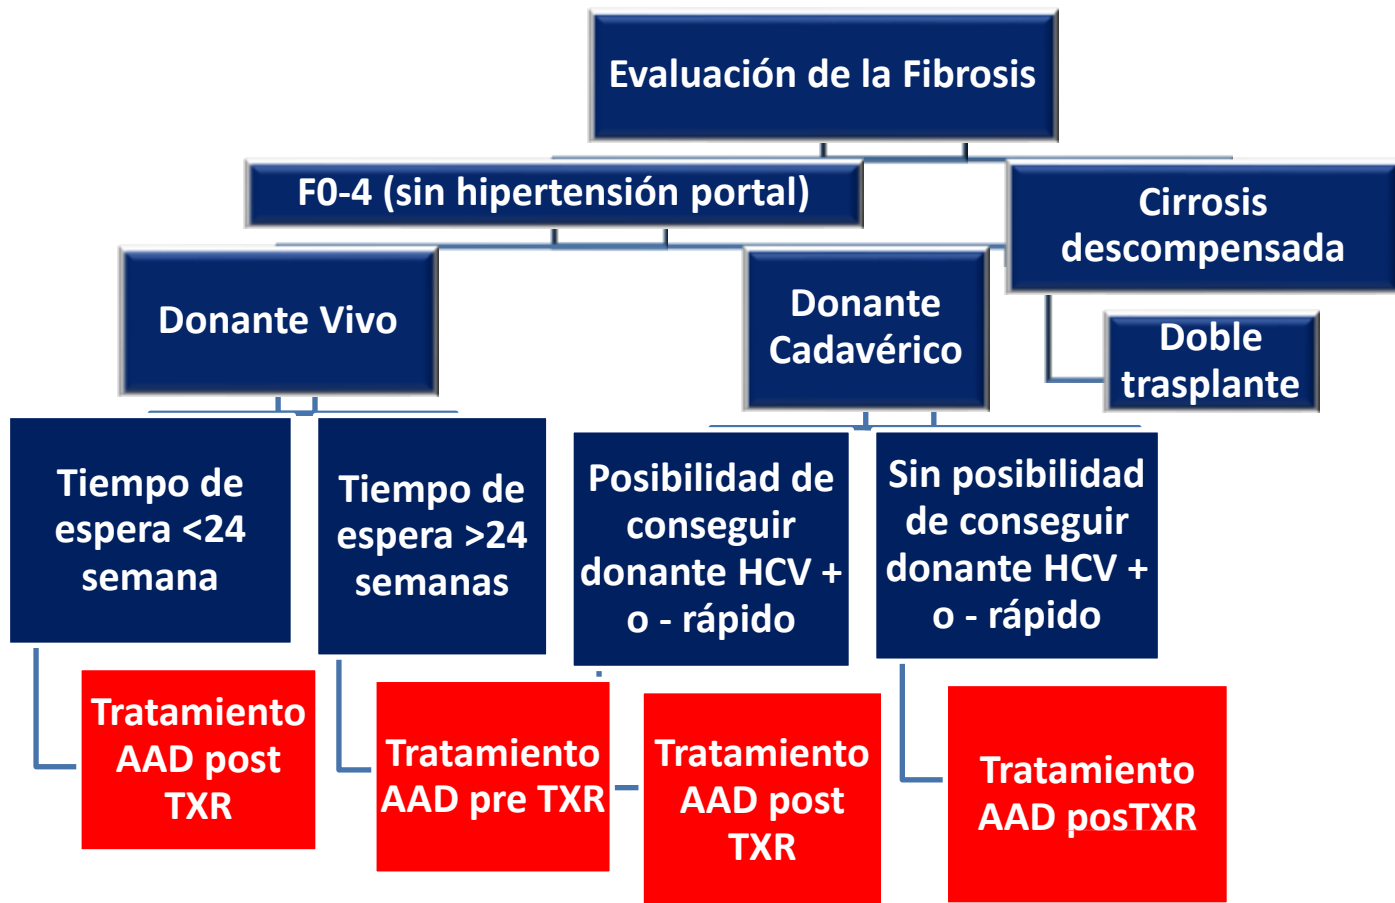 Evaluación de la Fibrosis
F0-4 (sin hipertensión portal)
Cirrosis
descompensada
Donante Vivo
Donante
Cadavérico
Doble
trasplante
Tiempo de
espera <24
semana
Tiempo de
espera >24
semanas
Posibilidad de
conseguir
donante HCV +
o - rápido
Sin posibilidad
de conseguir
donante HCV +
o - rápido
Tratamiento
AAD post
TXR
Tratamiento
AAD pre TXR
Tratamiento
AAD post
TXR
Tratamiento
AAD posTXR